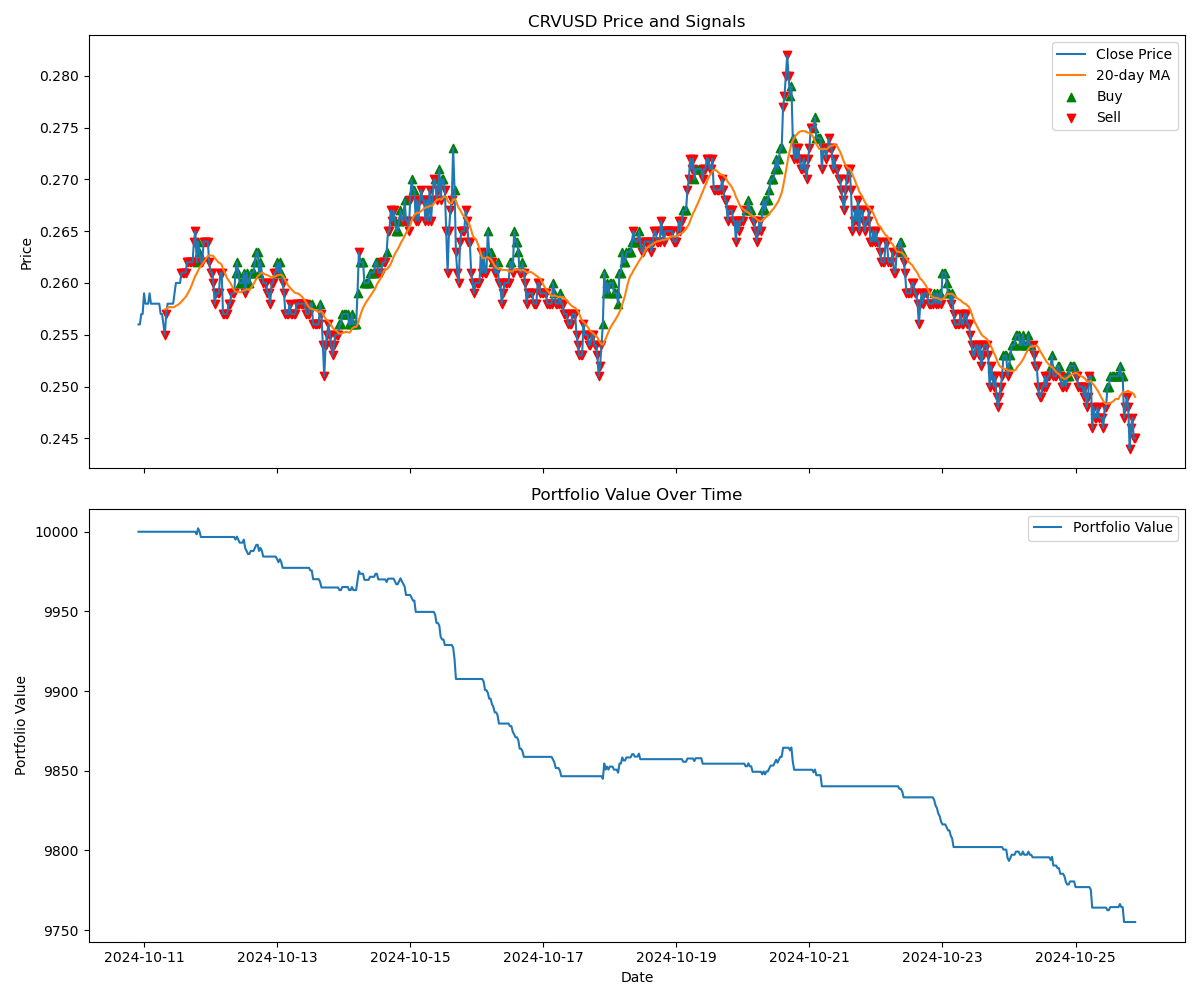 CRVUSD Price and Signals
Close Price
20-day MA
Buy
Sell
0.280
0.275
0.270
0.265
0.260
0.255
0.250
0.245
Price
Portfolio Value Over Time
Portfolio Value
10000
9950
9900
9850
9800
9750
Portfolio Value
2024-10-11 2024-10-13 2024-10-15 2024-10-17 2024-10-19 2024-10-21 2024-10-23 2024-10-25
Date